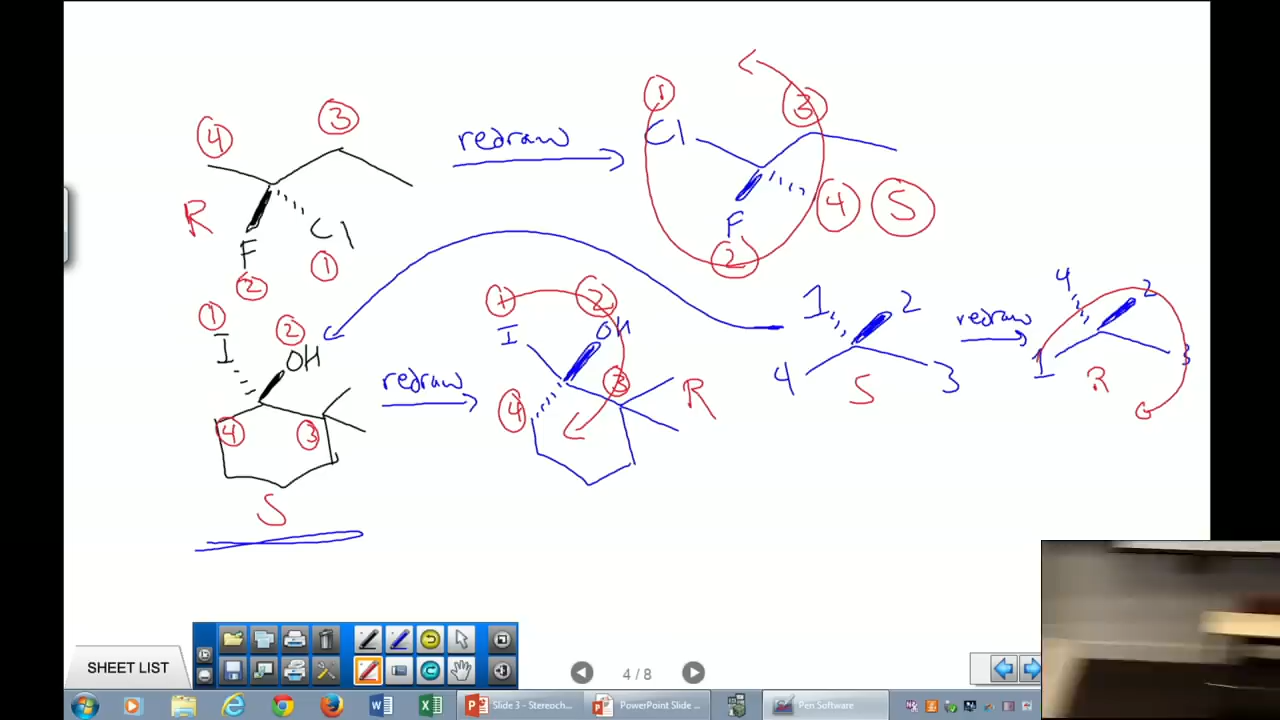 4 3 redraw 1 Cl 3
R F Cl 2 1
F 2 4 S
1 I 2 OH redraw 1 I 2 OH 3 4 R
4 3 S
1 2 4 3 S redraw 4 2 1 3 R
SHEET LIST
4 / 8
Slide 3 - Stereoch...
PowerPoint Slide ...
Pen Software